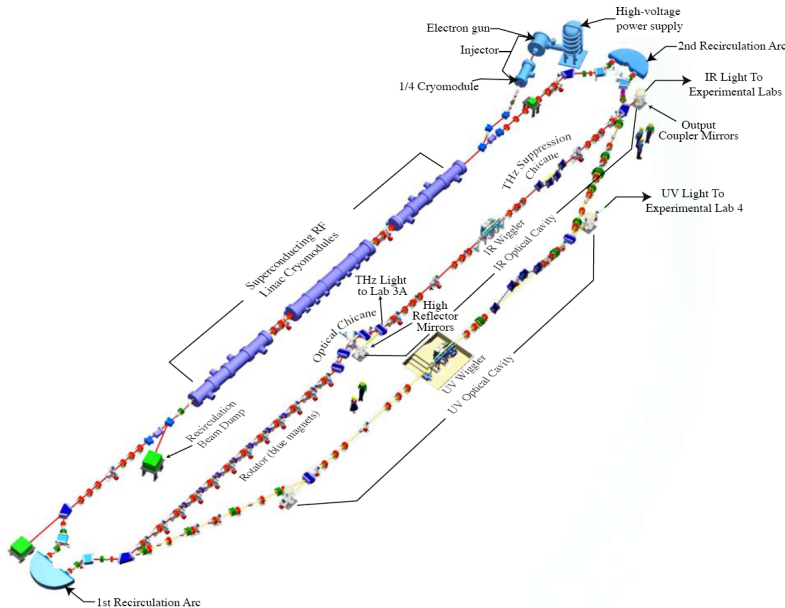 High-voltage
power supply
Electron gun
Injector
1/4 Cryomodule
2nd Recirculation Arc
IR Light To
Experimental Labs
Output
Coupler Mirrors
THz Suppression
Chicane
UV Light To
Experimental Lab 4
Superconducting RF
Linac Cryomodules
IR Wiggler
IR Optical Cavity
THz Light
to Lab 3A
Optical Chicane
High
Reflector
Mirrors
UV Wiggler
UV Optical Cavity
Recirculation
Beam Dump
Rotator (blue magnets)
1st Recirculation Arc